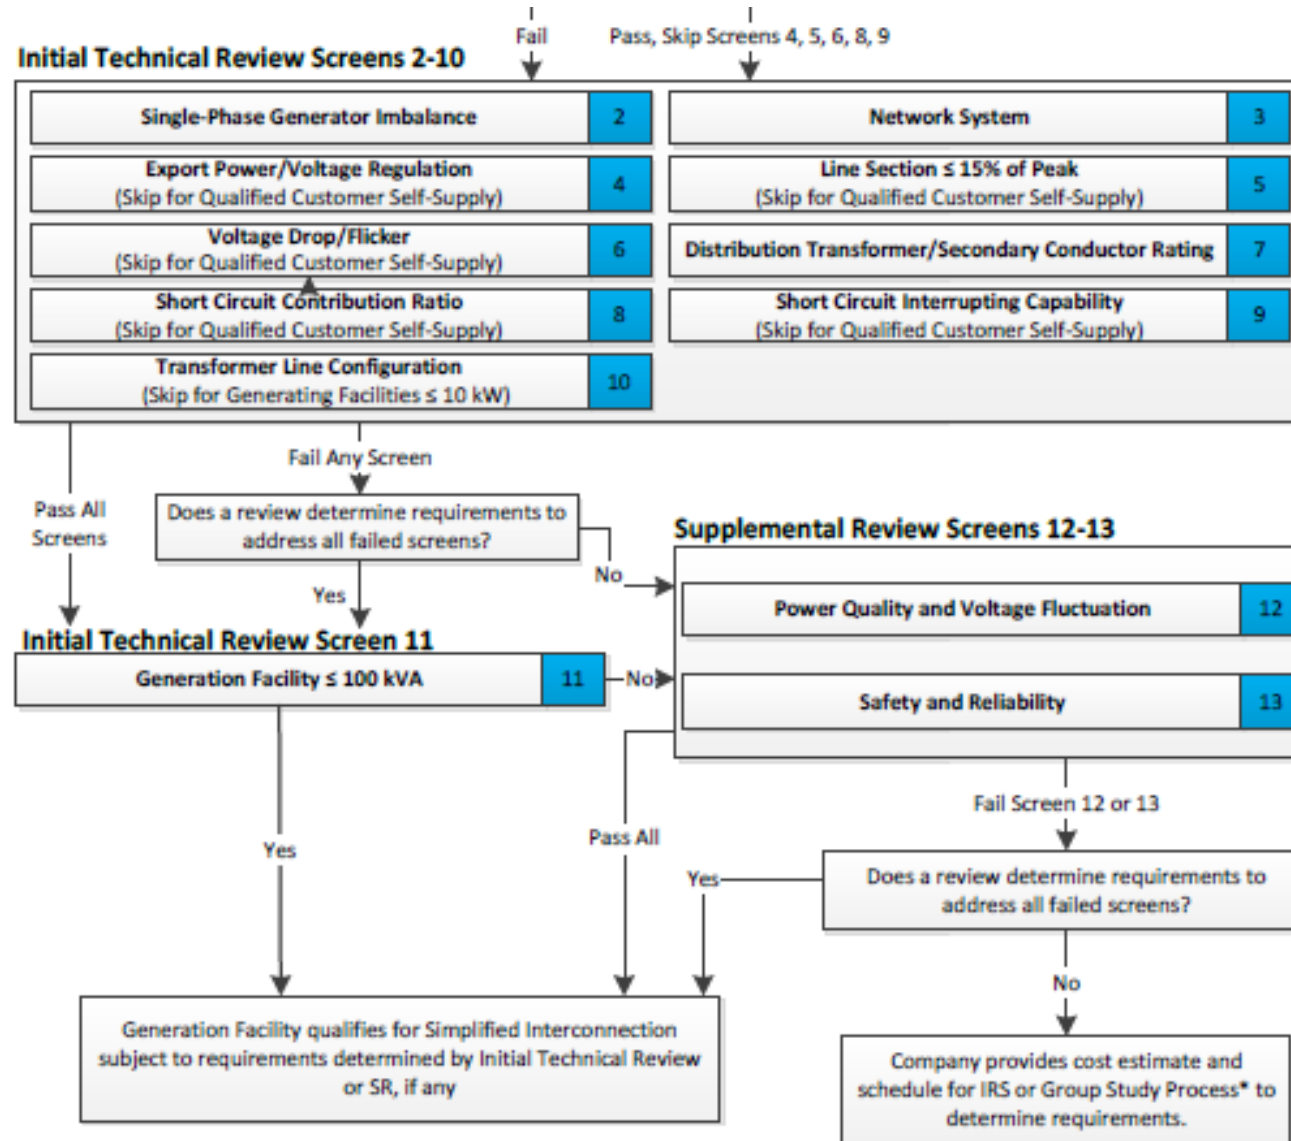 Fail
Pass, Skip Screens 4, 5, 6, 8, 9
Initial Technical Review Screens 2-10
Single-Phase Generator Imbalance
2
Network System
3
Export Power/Voltage Regulation
(Skip for Qualified Customer Self-Supply)
4
Line Section ≤ 15% of Peak
(Skip for Qualified Customer Self-Supply)
5
Voltage Drop/Flicker
(Skip for Qualified Customer Self-Supply)
6
Distribution Transformer/Secondary Conductor Rating
7
Short Circuit Contribution Ratio
(Skip for Qualified Customer Self-Supply)
8
Short Circuit Interrupting Capability
(Skip for Qualified Customer Self-Supply)
9
Transformer Line Configuration
(Skip for Generating Facilities ≤ 10 kW)
10
Fail Any Screen
Pass All
Screens
Does a review determine requirements to
address all failed screens?
No
Yes
Supplemental Review Screens 12-13
Power Quality and Voltage Fluctuation
12
Safety and Reliability
13
Initial Technical Review Screen 11
Generation Facility ≤ 100 kVA
11
No
Yes
Pass All
Fail Screen 12 or 13
Does a review determine requirements to
address all failed screens?
Yes
No
Generation Facility qualifies for Simplified Interconnection
subject to requirements determined by Initial Technical Review
or SR, if any
Company provides cost estimate and
schedule for IRS or Group Study Process* to
determine requirements.